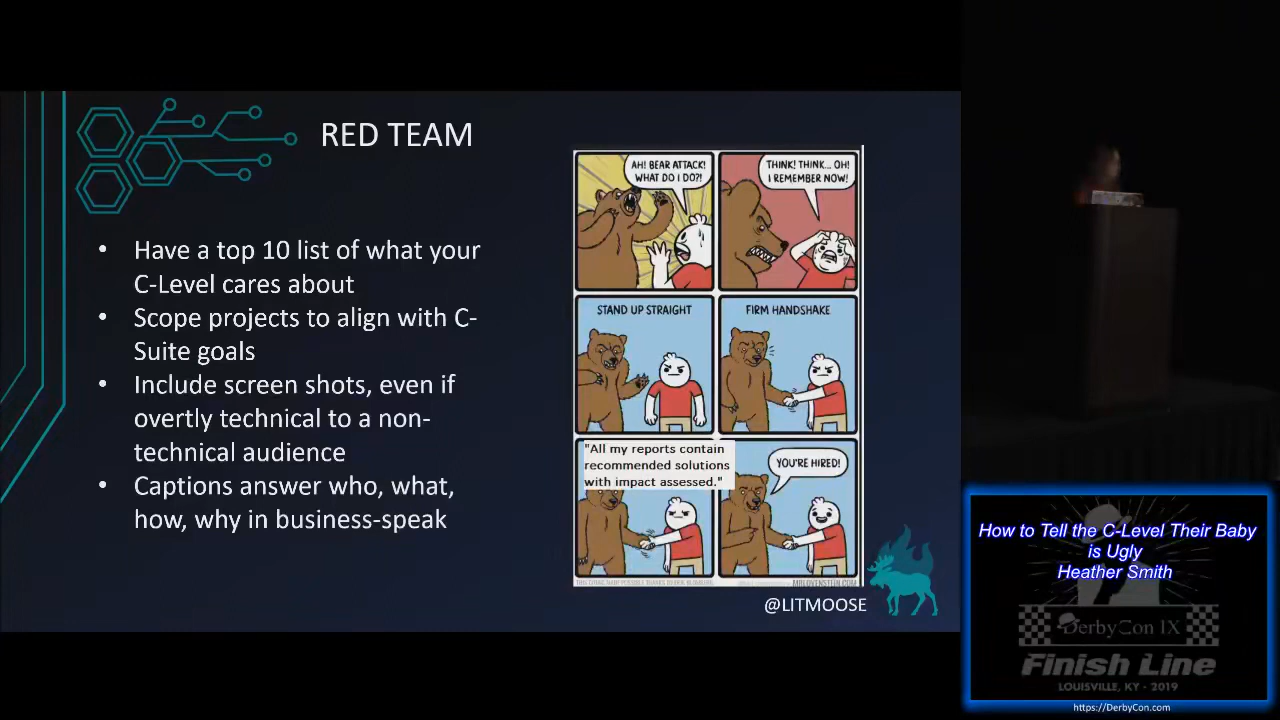 RED TEAM
• Have a top 10 list of what your
C-Level cares about
• Scope projects to align with C-
Suite goals
• Include screen shots, even if
overtly technical to a non-
technical audience
• Captions answer who, what,
how, why in business-speak
AH! BEAR ATTACK!
WHAT DO I DO?!
THINK! THINK... OH!
I REMEMBER NOW!
STAND UP STRAIGHT
FIRM HANDSHAKE
"All my reports contain
recommended solutions
with impact assessed."
YOU'RE HIRED!
MRLOVENSTEIN.COM
@LITMOOSE
How to Tell the C-Level Their Baby
is Ugly
Heather Smith
DerbyCon IX
Finish Line
LOUISVILLE, KY - 2019
https://DerbyCon.com